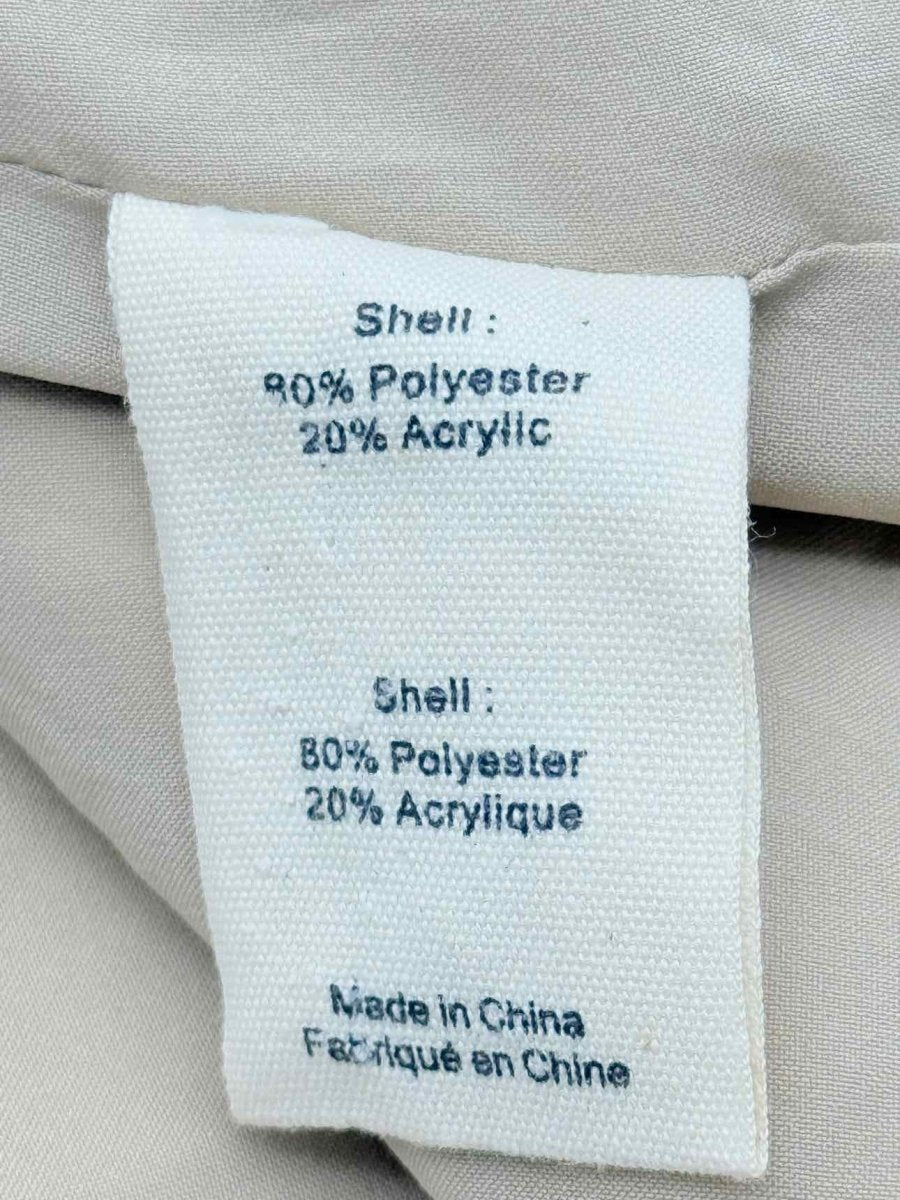 Shell :
80% Polyester
20% Acrylic
Shell :
80% Polyester
20% Acrylique
Made in China
Fabriqué en Chine